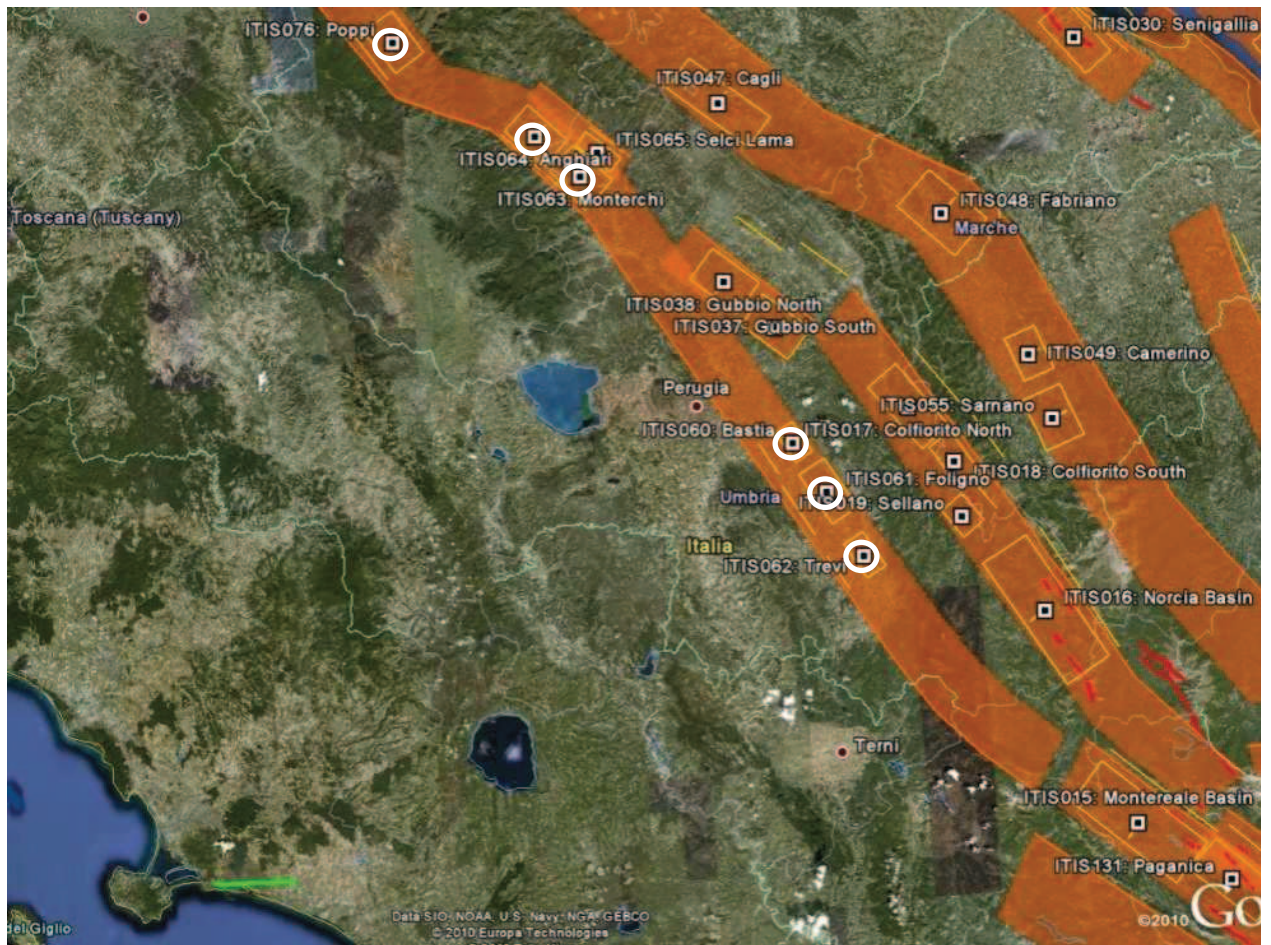 ITIS076: Poppi
ITIS030: Senigallia
ITIS047: Cagli
ITIS065: Selci Lama
ITIS064: Anghiari
ITIS063: Monterchi
ITIS048: Fabriano
Toscana (Tuscany)
Marche
ITIS038: Gubbio North
ITIS037: Gubbio South
ITIS049: Camerino
Perugia
ITIS055: Sarnano
ITIS060: Bastia
ITIS017: Colfiorito North
ITIS018: Colfiorito South
ITIS061: Foligno
Umbria
ITIS019: Sellano
Italia
ITIS062: Trevi
ITIS016: Norcia Basin
Terni
ITIS015: Montereale Basin
ITIS131: Paganica
Data SIO, NOAA, U.S. Navy, NGA, GEBCO
© 2010 Europa Technologies
©2010 Go
del Giglio